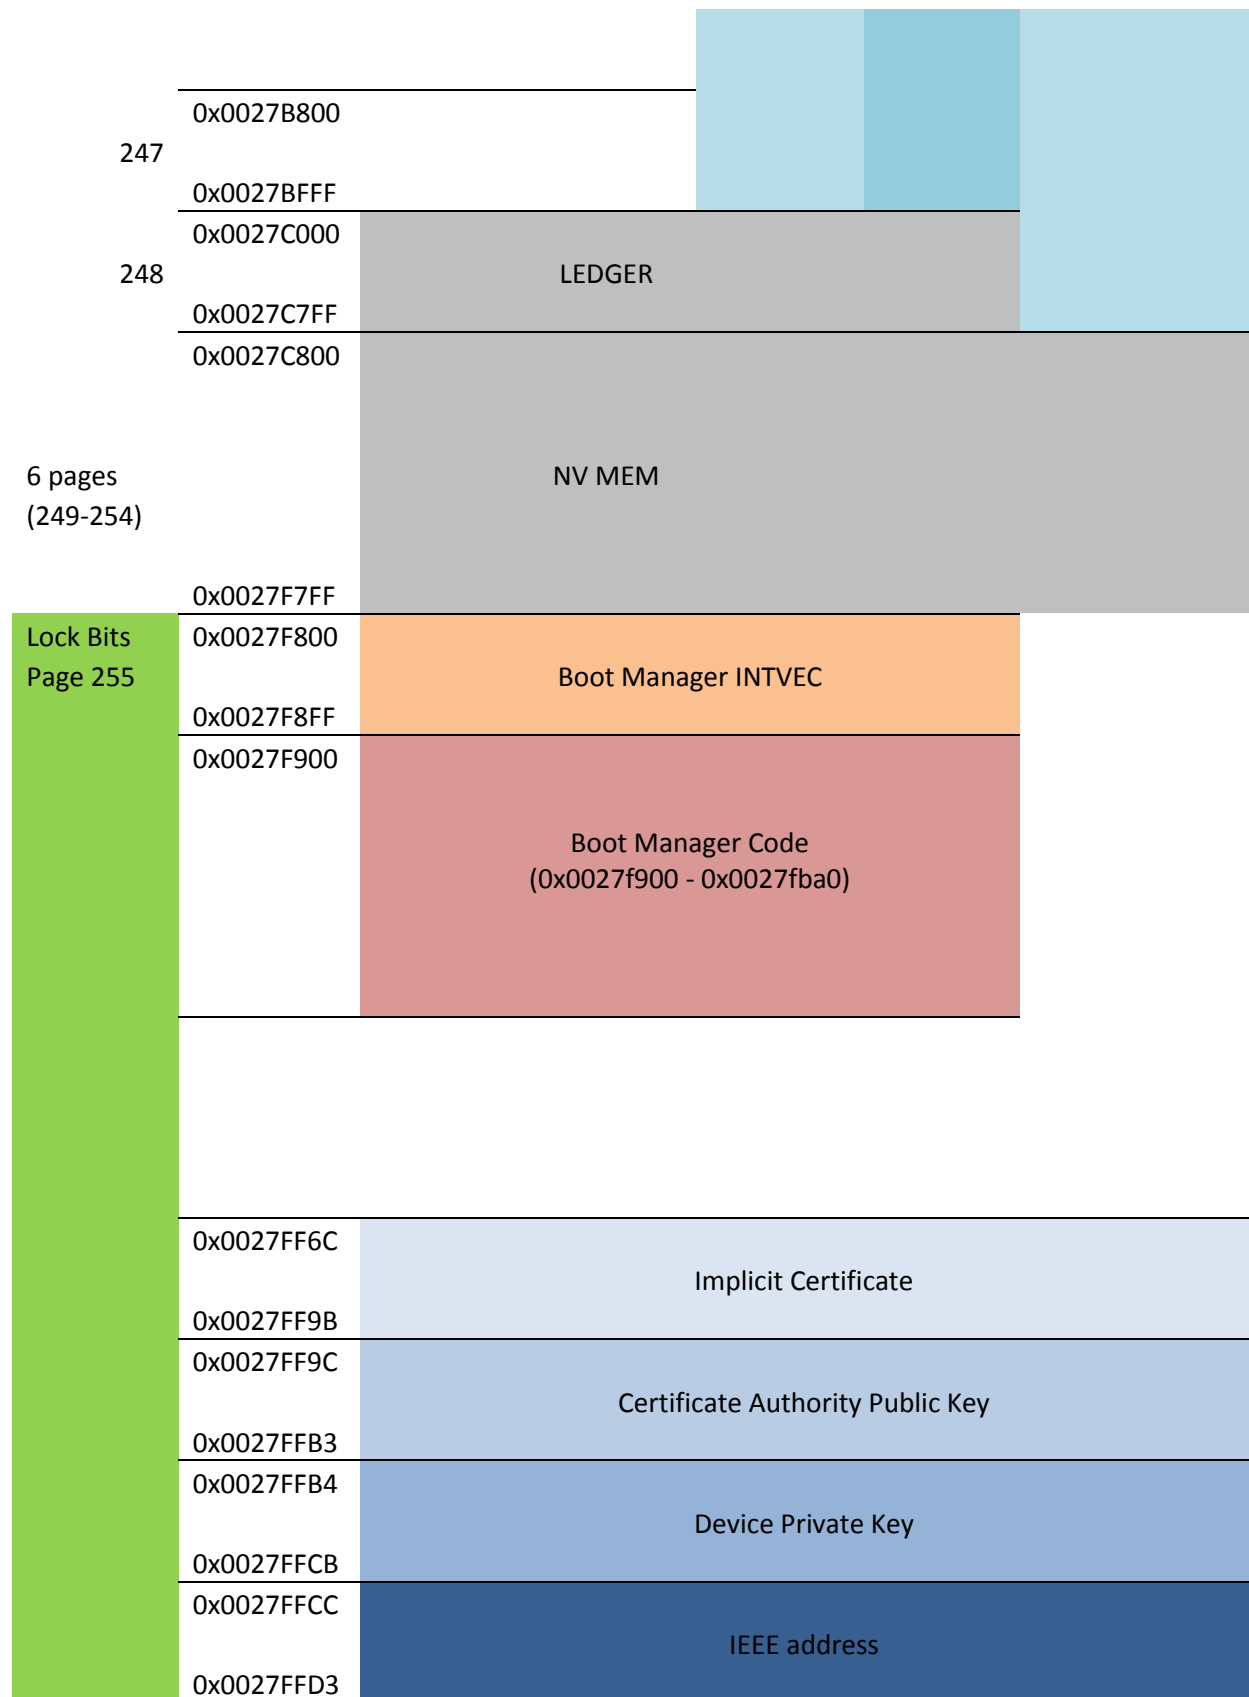 0x0027B800
247
0x0027BFFF
0x0027C000
248
LEDGER
0x0027C7FF
0x0027C800
6 pages
NV MEM
(249-254)
0x0027F7FF
Lock Bits
0x0027F800
Page 255
Boot Manager INTVEC
0x0027F8FF
0x0027F900
Boot Manager Code
(0x0027f900 - 0x0027fba0)
0x0027FF6C
Implicit Certificate
0x0027FF9B
0x0027FF9C
Certificate Authority Public Key
0x0027FFB3
0x0027FFB4
Device Private Key
0x0027FFCB
0x0027FFCC
IEEE address
0x0027FFD3